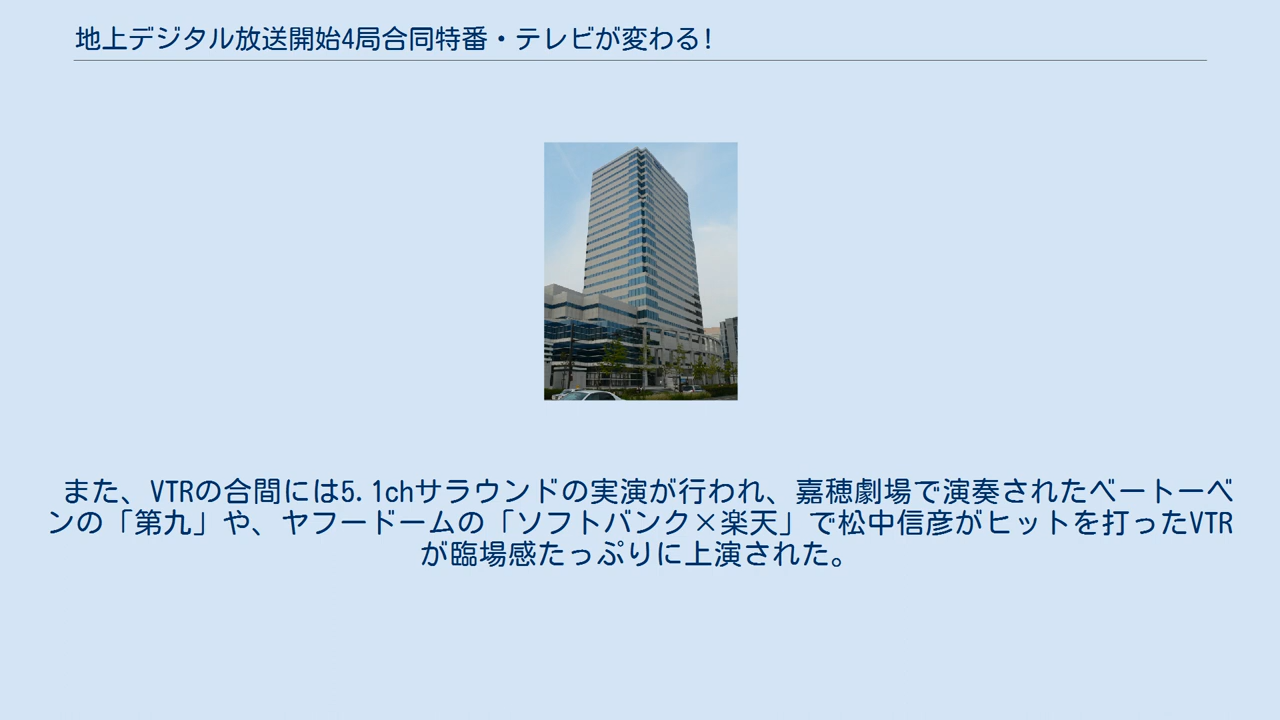 地上デジタル放送開始4局合同特番・テレビが変わる!
また、VTRの合間には5.1chサラウンドの実演が行われ、嘉穂劇場で演奏されたベートーベ
ンの「第九」や、ヤフードームの「ソフトバンク×楽天」で松中信彦がヒットを打ったVTR
が臨場感たっぷりに上演された。